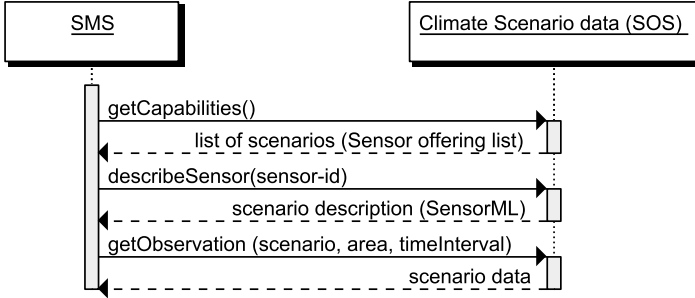 SMS
Climate Scenario data (SOS)
getCapabilities()
list of scenarios (Sensor offering list)
describeSensor(sensor-id)
scenario description (SensorML)
getObservation (scenario, area, timeInterval)
scenario data